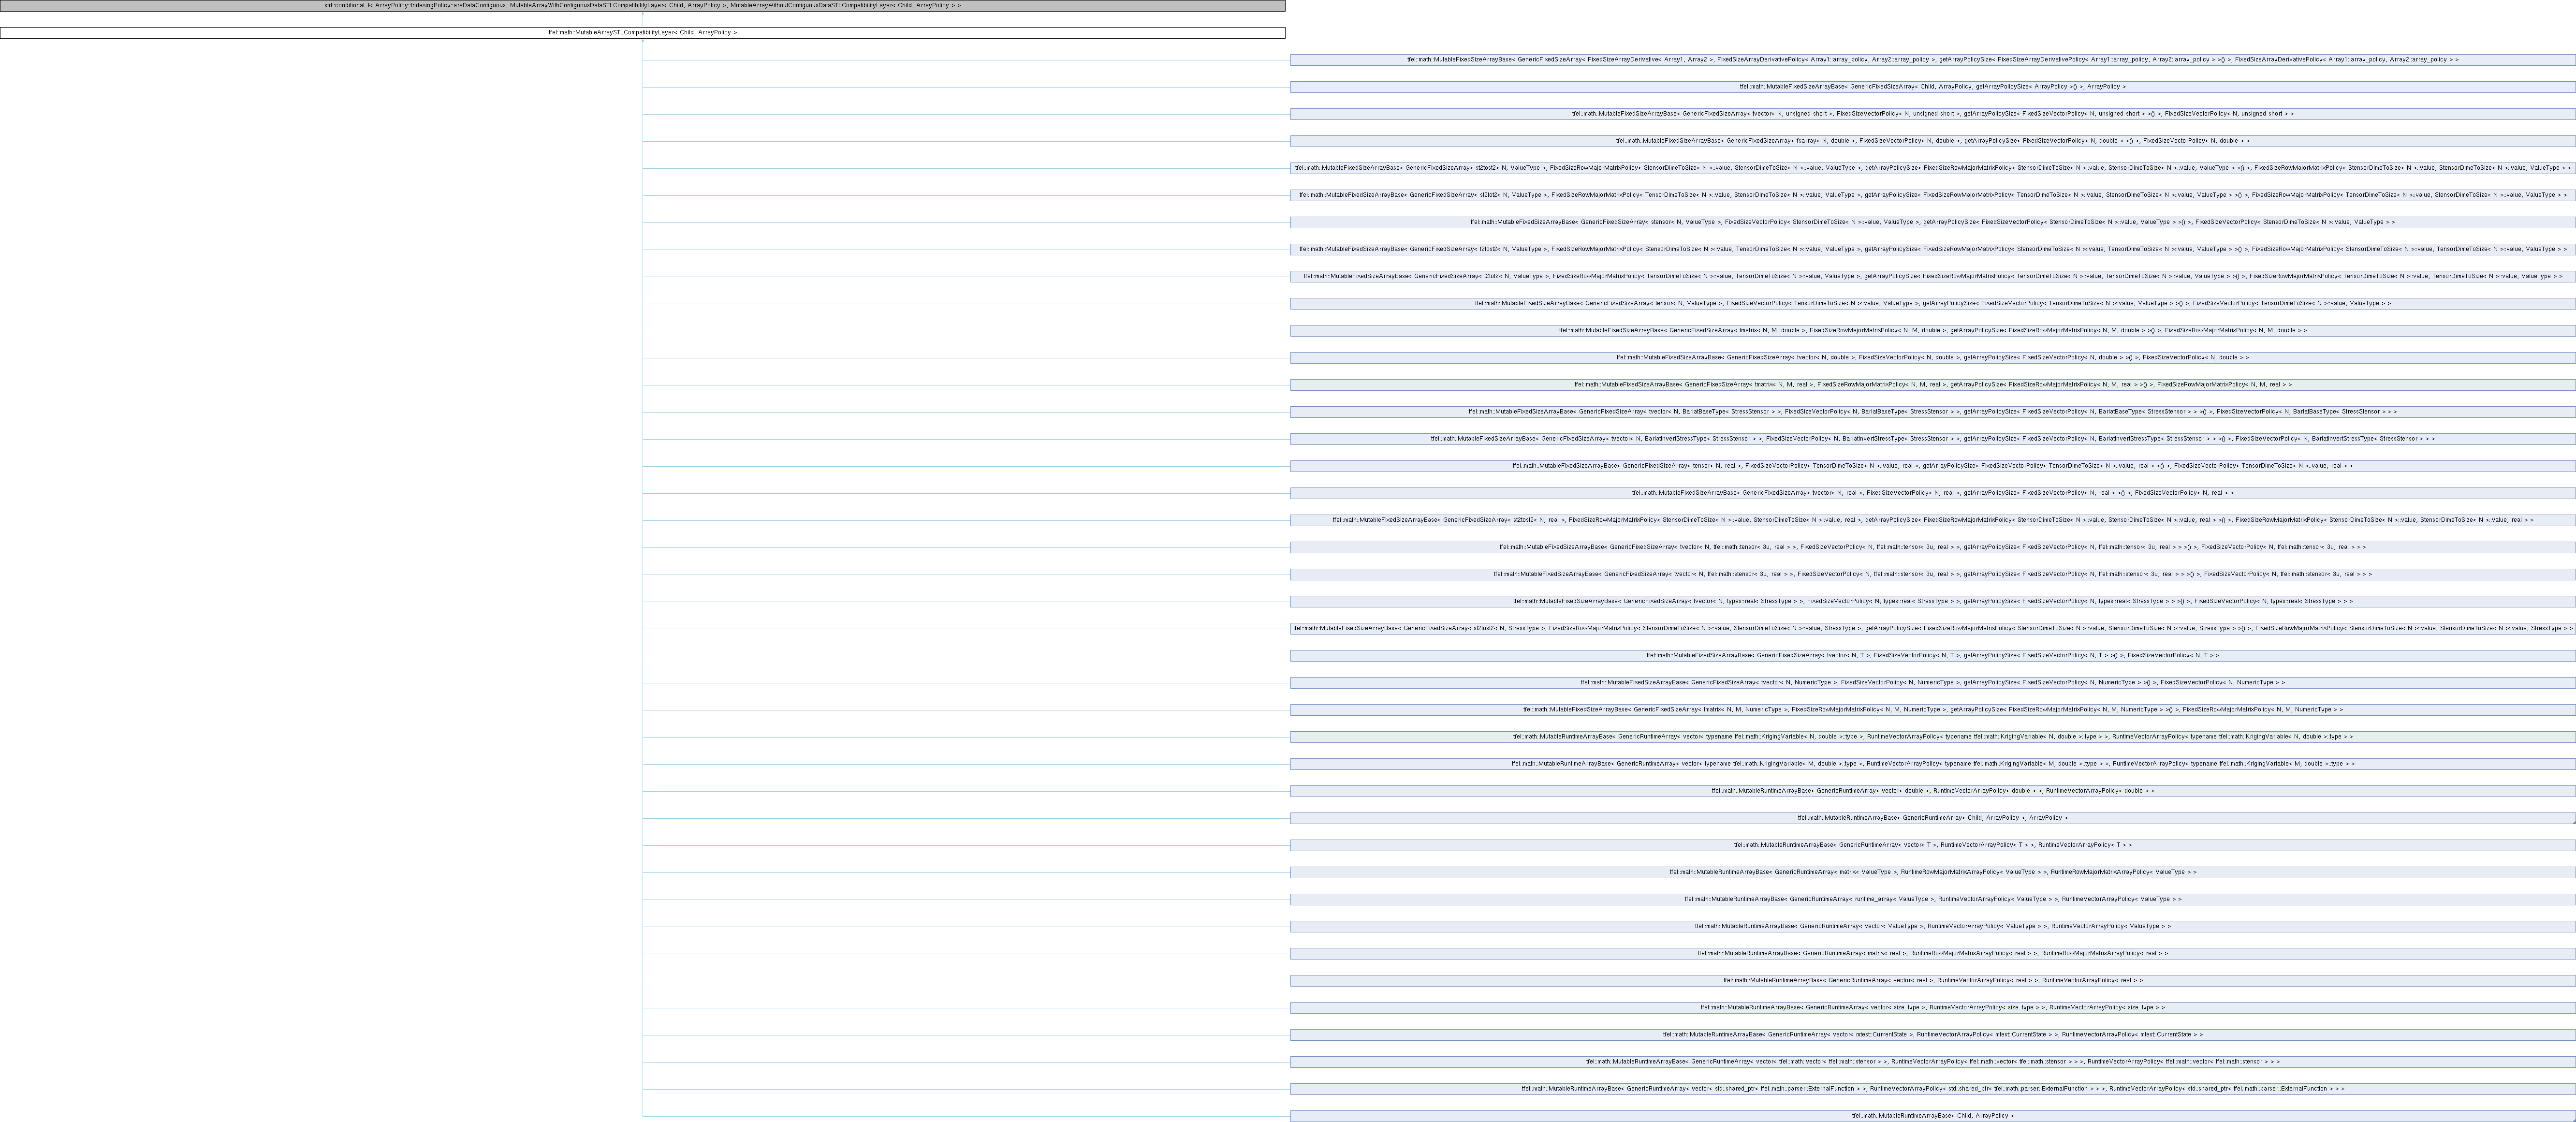 std::conditional_t< ArrayPolicy::IndexingPolicy::areDataContiguous, MutableArrayWithContiguousDataSTLCompatibilityLayer< Child, ArrayPolicy >, MutableArrayWithoutContiguousDataSTLCompatibilityLayer< Child, ArrayPolicy > >
tfel::math::MutableArraySTLCompatibilityLayer< Child, ArrayPolicy >
tfel::math::MutableFixedSizeArrayBase< GenericFixedSizeArray< FixedSizeArrayDerivative< Array1, Array2 >, FixedSizeArrayDerivativePolicy< Array1::array_policy, Array2::array_policy >, getArrayPolicySize< FixedSizeArrayDerivativePolicy< Array1::array_policy, Array2::array_policy > >() >, FixedSizeArrayDerivativePolicy< Array1::array_policy, Array2::array_policy > >
tfel::math::MutableFixedSizeArrayBase< GenericFixedSizeArray< Child, ArrayPolicy, getArrayPolicySize< ArrayPolicy >() >, ArrayPolicy >
tfel::math::MutableFixedSizeArrayBase< GenericFixedSizeArray< tvector< N, unsigned short >, FixedSizeVectorPolicy< N, unsigned short >, getArrayPolicySize< FixedSizeVectorPolicy< N, unsigned short > >() >, FixedSizeVectorPolicy< N, unsigned short > >
tfel::math::MutableFixedSizeArrayBase< GenericFixedSizeArray< fsarray< N, double >, FixedSizeVectorPolicy< N, double >, getArrayPolicySize< FixedSizeVectorPolicy< N, double > >() >, FixedSizeVectorPolicy< N, double > >
tfel::math::MutableFixedSizeArrayBase< GenericFixedSizeArray< st2tost2< N, ValueType >, FixedSizeRowMajorMatrixPolicy< StensorDimeToSize< N >::value, StensorDimeToSize< N >::value, ValueType >, getArrayPolicySize< FixedSizeRowMajorMatrixPolicy< StensorDimeToSize< N >::value, StensorDimeToSize< N >::value, ValueType > >() >, FixedSizeRowMajorMatrixPolicy< StensorDimeToSize< N >::value, StensorDimeToSize< N >::value, ValueType > >
tfel::math::MutableFixedSizeArrayBase< GenericFixedSizeArray< st2tot2< N, ValueType >, FixedSizeRowMajorMatrixPolicy< TensorDimeToSize< N >::value, StensorDimeToSize< N >::value, ValueType >, getArrayPolicySize< FixedSizeRowMajorMatrixPolicy< TensorDimeToSize< N >::value, StensorDimeToSize< N >::value, ValueType > >() >, FixedSizeRowMajorMatrixPolicy< TensorDimeToSize< N >::value, StensorDimeToSize< N >::value, ValueType > >
tfel::math::MutableFixedSizeArrayBase< GenericFixedSizeArray< stensor< N, ValueType >, FixedSizeVectorPolicy< StensorDimeToSize< N >::value, ValueType >, getArrayPolicySize< FixedSizeVectorPolicy< StensorDimeToSize< N >::value, ValueType > >() >, FixedSizeVectorPolicy< StensorDimeToSize< N >::value, ValueType > >
tfel::math::MutableFixedSizeArrayBase< GenericFixedSizeArray< t2tost2< N, ValueType >, FixedSizeRowMajorMatrixPolicy< StensorDimeToSize< N >::value, TensorDimeToSize< N >::value, ValueType >, getArrayPolicySize< FixedSizeRowMajorMatrixPolicy< StensorDimeToSize< N >::value, TensorDimeToSize< N >::value, ValueType > >() >, FixedSizeRowMajorMatrixPolicy< StensorDimeToSize< N >::value, TensorDimeToSize< N >::value, ValueType > >
tfel::math::MutableFixedSizeArrayBase< GenericFixedSizeArray< t2tot2< N, ValueType >, FixedSizeRowMajorMatrixPolicy< TensorDimeToSize< N >::value, TensorDimeToSize< N >::value, ValueType >, getArrayPolicySize< FixedSizeRowMajorMatrixPolicy< TensorDimeToSize< N >::value, TensorDimeToSize< N >::value, ValueType > >() >, FixedSizeRowMajorMatrixPolicy< TensorDimeToSize< N >::value, TensorDimeToSize< N >::value, ValueType > >
tfel::math::MutableFixedSizeArrayBase< GenericFixedSizeArray< tensor< N, ValueType >, FixedSizeVectorPolicy< TensorDimeToSize< N >::value, ValueType >, getArrayPolicySize< FixedSizeVectorPolicy< TensorDimeToSize< N >::value, ValueType > >() >, FixedSizeVectorPolicy< TensorDimeToSize< N >::value, ValueType > >
tfel::math::MutableFixedSizeArrayBase< GenericFixedSizeArray< tmatrix< N, M, double >, FixedSizeRowMajorMatrixPolicy< N, M, double >, getArrayPolicySize< FixedSizeRowMajorMatrixPolicy< N, M, double > >() >, FixedSizeRowMajorMatrixPolicy< N, M, double > >
tfel::math::MutableFixedSizeArrayBase< GenericFixedSizeArray< tvector< N, double >, FixedSizeVectorPolicy< N, double >, getArrayPolicySize< FixedSizeVectorPolicy< N, double > >() >, FixedSizeVectorPolicy< N, double > >
tfel::math::MutableFixedSizeArrayBase< GenericFixedSizeArray< tmatrix< N, M, real >, FixedSizeRowMajorMatrixPolicy< N, M, real >, getArrayPolicySize< FixedSizeRowMajorMatrixPolicy< N, M, real > >() >, FixedSizeRowMajorMatrixPolicy< N, M, real > >
tfel::math::MutableFixedSizeArrayBase< GenericFixedSizeArray< tvector< N, BarlatBaseType< StressStensor > >, FixedSizeVectorPolicy< N, BarlatBaseType< StressStensor > >, getArrayPolicySize< FixedSizeVectorPolicy< N, BarlatBaseType< StressStensor > > >() >, FixedSizeVectorPolicy< N, BarlatBaseType< StressStensor > > >
tfel::math::MutableFixedSizeArrayBase< GenericFixedSizeArray< tvector< N, BarlatInvertStressType< StressStensor > >, FixedSizeVectorPolicy< N, BarlatInvertStressType< StressStensor > >, getArrayPolicySize< FixedSizeVectorPolicy< N, BarlatInvertStressType< StressStensor > > >() >, FixedSizeVectorPolicy< N, BarlatInvertStressType< StressStensor > > >
tfel::math::MutableFixedSizeArrayBase< GenericFixedSizeArray< tensor< N, real >, FixedSizeVectorPolicy< TensorDimeToSize< N >::value, real >, getArrayPolicySize< FixedSizeVectorPolicy< TensorDimeToSize< N >::value, real > >() >, FixedSizeVectorPolicy< TensorDimeToSize< N >::value, real > >
tfel::math::MutableFixedSizeArrayBase< GenericFixedSizeArray< tvector< N, real >, FixedSizeVectorPolicy< N, real >, getArrayPolicySize< FixedSizeVectorPolicy< N, real > >() >, FixedSizeVectorPolicy< N, real > >
tfel::math::MutableFixedSizeArrayBase< GenericFixedSizeArray< st2tost2< N, real >, FixedSizeRowMajorMatrixPolicy< StensorDimeToSize< N >::value, StensorDimeToSize< N >::value, real >, getArrayPolicySize< FixedSizeRowMajorMatrixPolicy< StensorDimeToSize< N >::value, StensorDimeToSize< N >::value, real > >() >, FixedSizeRowMajorMatrixPolicy< StensorDimeToSize< N >::value, StensorDimeToSize< N >::value, real > >
tfel::math::MutableFixedSizeArrayBase< GenericFixedSizeArray< tvector< N, tfel::math::tensor< 3u, real > >, FixedSizeVectorPolicy< N, tfel::math::tensor< 3u, real > >, getArrayPolicySize< FixedSizeVectorPolicy< N, tfel::math::tensor< 3u, real > > >() >, FixedSizeVectorPolicy< N, tfel::math::tensor< 3u, real > > >
tfel::math::MutableFixedSizeArrayBase< GenericFixedSizeArray< tvector< N, tfel::math::stensor< 3u, real > >, FixedSizeVectorPolicy< N, tfel::math::stensor< 3u, real > >, getArrayPolicySize< FixedSizeVectorPolicy< N, tfel::math::stensor< 3u, real > > >() >, FixedSizeVectorPolicy< N, tfel::math::stensor< 3u, real > > >
tfel::math::MutableFixedSizeArrayBase< GenericFixedSizeArray< tvector< N, types::real< StressType > >, FixedSizeVectorPolicy< N, types::real< StressType > >, getArrayPolicySize< FixedSizeVectorPolicy< N, types::real< StressType > > >() >, FixedSizeVectorPolicy< N, types::real< StressType > > >
tfel::math::MutableFixedSizeArrayBase< GenericFixedSizeArray< st2tost2< N, StressType >, FixedSizeRowMajorMatrixPolicy< StensorDimeToSize< N >::value, StensorDimeToSize< N >::value, StressType >, getArrayPolicySize< FixedSizeRowMajorMatrixPolicy< StensorDimeToSize< N >::value, StensorDimeToSize< N >::value, StressType > >() >, FixedSizeRowMajorMatrixPolicy< StensorDimeToSize< N >::value, StensorDimeToSize< N >::value, StressType > >
tfel::math::MutableFixedSizeArrayBase< GenericFixedSizeArray< tvector< N, T >, FixedSizeVectorPolicy< N, T >, getArrayPolicySize< FixedSizeVectorPolicy< N, T > >() >, FixedSizeVectorPolicy< N, T > >
tfel::math::MutableFixedSizeArrayBase< GenericFixedSizeArray< tvector< N, NumericType >, FixedSizeVectorPolicy< N, NumericType >, getArrayPolicySize< FixedSizeVectorPolicy< N, NumericType > >() >, FixedSizeVectorPolicy< N, NumericType > >
tfel::math::MutableFixedSizeArrayBase< GenericFixedSizeArray< tmatrix< N, M, NumericType >, FixedSizeRowMajorMatrixPolicy< N, M, NumericType >, getArrayPolicySize< FixedSizeRowMajorMatrixPolicy< N, M, NumericType > >() >, FixedSizeRowMajorMatrixPolicy< N, M, NumericType > >
tfel::math::MutableRuntimeArrayBase< GenericRuntimeArray< vector< typename tfel::math::KrigingVariable< N, double >::type >, RuntimeVectorArrayPolicy< typename tfel::math::KrigingVariable< N, double >::type > >, RuntimeVectorArrayPolicy< typename tfel::math::KrigingVariable< N, double >::type > >
tfel::math::MutableRuntimeArrayBase< GenericRuntimeArray< vector< typename tfel::math::KrigingVariable< M, double >::type >, RuntimeVectorArrayPolicy< typename tfel::math::KrigingVariable< M, double >::type > >, RuntimeVectorArrayPolicy< typename tfel::math::KrigingVariable< M, double >::type > >
tfel::math::MutableRuntimeArrayBase< GenericRuntimeArray< vector< double >, RuntimeVectorArrayPolicy< double > >, RuntimeVectorArrayPolicy< double > >
tfel::math::MutableRuntimeArrayBase< GenericRuntimeArray< Child, ArrayPolicy >, ArrayPolicy >
tfel::math::MutableRuntimeArrayBase< GenericRuntimeArray< vector< T >, RuntimeVectorArrayPolicy< T > >, RuntimeVectorArrayPolicy< T > >
tfel::math::MutableRuntimeArrayBase< GenericRuntimeArray< matrix< ValueType >, RuntimeRowMajorMatrixArrayPolicy< ValueType > >, RuntimeRowMajorMatrixArrayPolicy< ValueType > >
tfel::math::MutableRuntimeArrayBase< GenericRuntimeArray< runtime_array< ValueType >, RuntimeVectorArrayPolicy< ValueType > >, RuntimeVectorArrayPolicy< ValueType > >
tfel::math::MutableRuntimeArrayBase< GenericRuntimeArray< vector< ValueType >, RuntimeVectorArrayPolicy< ValueType > >, RuntimeVectorArrayPolicy< ValueType > >
tfel::math::MutableRuntimeArrayBase< GenericRuntimeArray< matrix< real >, RuntimeRowMajorMatrixArrayPolicy< real > >, RuntimeRowMajorMatrixArrayPolicy< real > >
tfel::math::MutableRuntimeArrayBase< GenericRuntimeArray< vector< real >, RuntimeVectorArrayPolicy< real > >, RuntimeVectorArrayPolicy< real > >
tfel::math::MutableRuntimeArrayBase< GenericRuntimeArray< vector< size_type >, RuntimeVectorArrayPolicy< size_type > >, RuntimeVectorArrayPolicy< size_type > >
tfel::math::MutableRuntimeArrayBase< GenericRuntimeArray< vector< mtest::CurrentState >, RuntimeVectorArrayPolicy< mtest::CurrentState > >, RuntimeVectorArrayPolicy< mtest::CurrentState > >
tfel::math::MutableRuntimeArrayBase< GenericRuntimeArray< vector< tfel::math::vector< tfel::math::stensor > >, RuntimeVectorArrayPolicy< tfel::math::vector< tfel::math::stensor > > >, RuntimeVectorArrayPolicy< tfel::math::vector< tfel::math::stensor > > >
tfel::math::MutableRuntimeArrayBase< GenericRuntimeArray< vector< std::shared_ptr< tfel::math::parser::ExternalFunction > >, RuntimeVectorArrayPolicy< std::shared_ptr< tfel::math::parser::ExternalFunction > > >, RuntimeVectorArrayPolicy< std::shared_ptr< tfel::math::parser::ExternalFunction > > >
tfel::math::MutableRuntimeArrayBase< Child, ArrayPolicy >